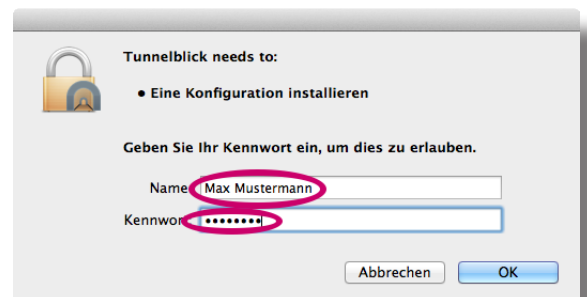 Tunnelblick needs to:
• Eine Konfiguration installieren
Geben Sie Ihr Kennwort ein, um dies zu erlauben.
Name Max Mustermann
Kennwor ••••••••
Abbrechen OK